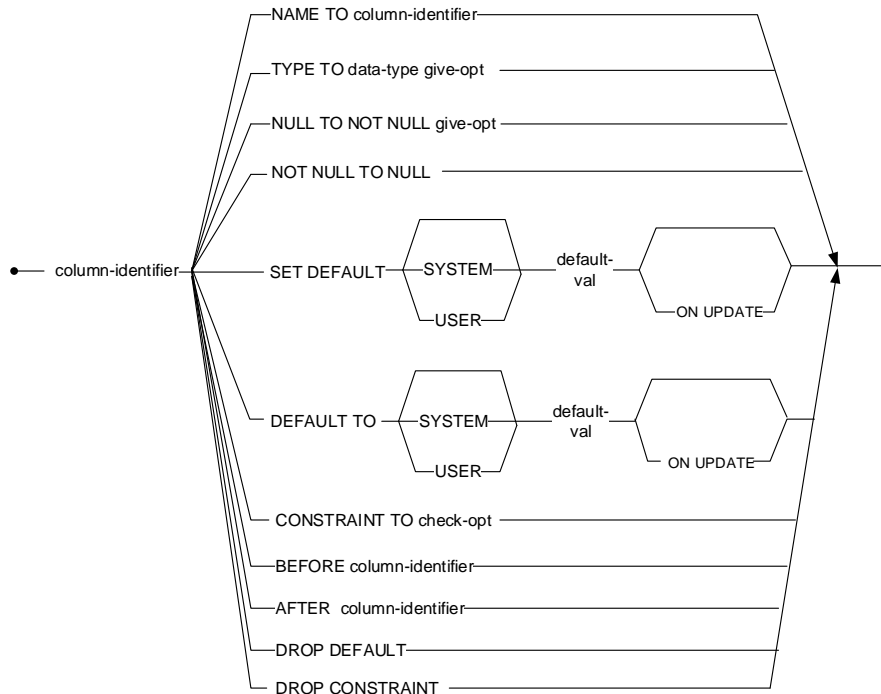 NAME TO column-identifier
TYPE TO data-type give-opt
NULL TO NOT NULL give-opt
NOT NULL TO NULL
column-identifier
SET DEFAULT
SYSTEM
USER
default-
val
ON UPDATE
DEFAULT TO
SYSTEM
USER
default-
val
ON UPDATE
CONSTRAINT TO check-opt
BEFORE column-identifier
AFTER column-identifier
DROP DEFAULT
DROP CONSTRAINT